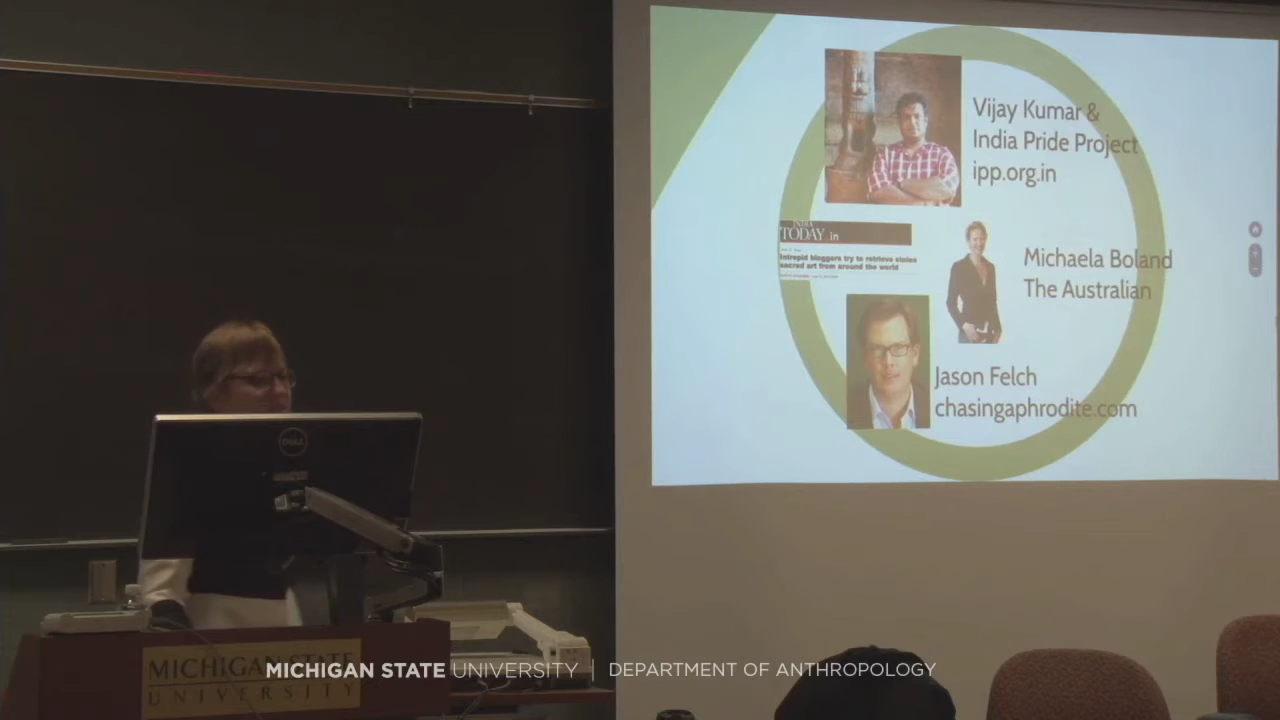 Vijay Kumar &
India Pride Project
ipp.org.in
INDIA
TODAY.in
Intrepid bloggers try to retrieve stolen
sacred art from around the world
Michaela Boland
The Australian
Jason Felch
chasingaphrodite.com
DELL
MICHIGAN STATE
UNIVERSITY
MICHIGAN STATE UNIVERSITY | DEPARTMENT OF ANTHROPOLOGY